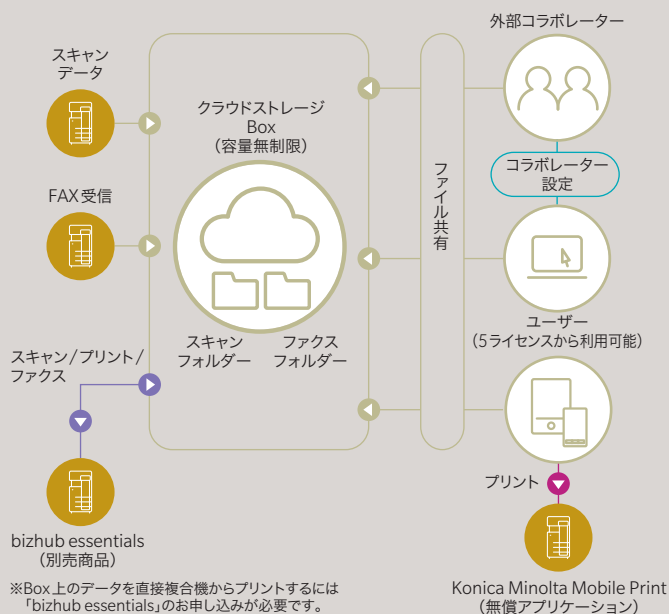 外部コラボレーター
スキャン
データ
クラウドストレージ
Box
（容量無制限）
コラボレーター
設定
FAX 受信
ファイル共有
スキャン
フォルダー
ファクス
フォルダー
ユーザー
（5ライセンスから利用可能）
スキャン/プリント/
ファクス
プリント
bizhub essentials
（別売商品）
Konica Minolta Mobile Print
（無償アプリケーション）
※Box上のデータを直接複合機からプリントするには
「bizhub essentials」のお申し込みが必要です。